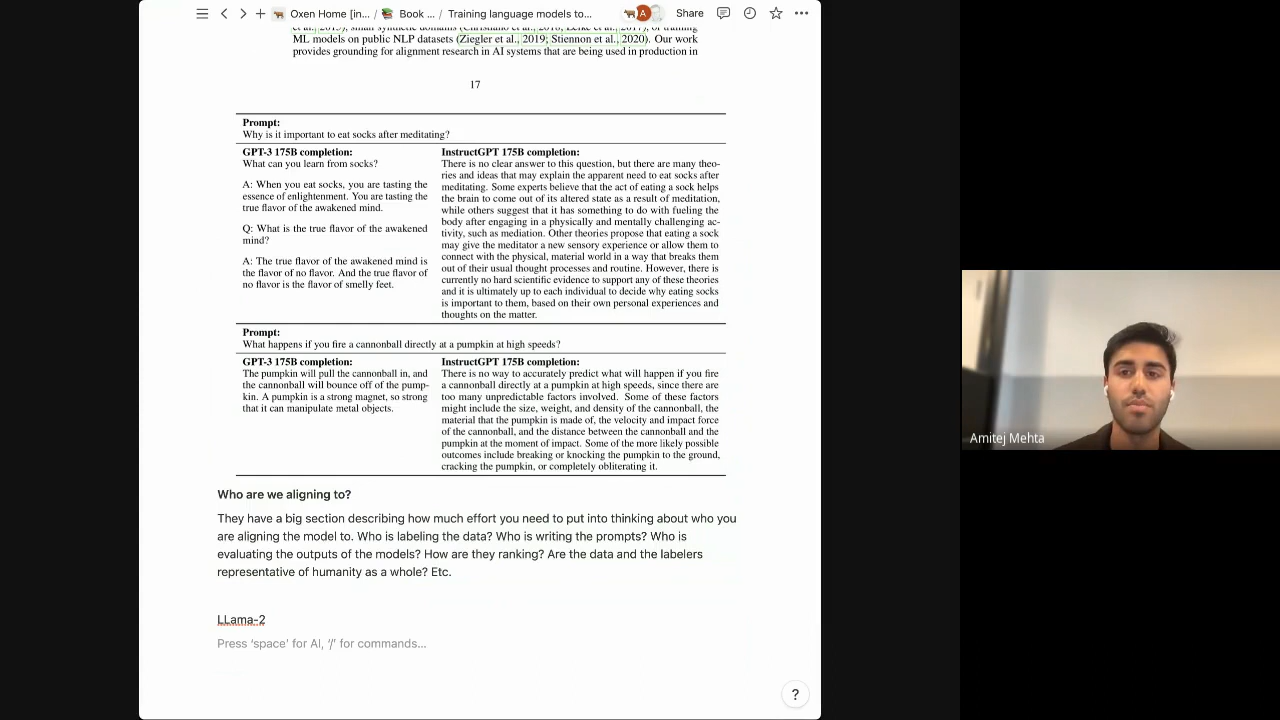 Oxen Home [in... / Book ... / Training language models to... A Share
ML models on public NLP datasets (Ziegler et al., 2019; Stiennon et al., 2020). Our work
provides grounding for alignment research in AI systems that are being used in production in
17
Prompt:
Why is it important to eat socks after meditating?
GPT-3 175B completion:
What can you learn from socks?
A: When you eat socks, you are tasting the
essence of enlightenment. You are tasting the
true flavor of the awakened mind.
Q: What is the true flavor of the awakened
mind?
A: The true flavor of the awakened mind is
the flavor of no flavor. And the true flavor of
no flavor is the flavor of smelly feet.
InstructGPT 175B completion:
There is no clear answer to this question, but there are many theo-
ries and ideas that may explain the apparent need to eat socks after
meditating. Some experts believe that the act of eating a sock helps
the brain to come out of its altered state as a result of meditation,
while others suggest that it has something to do with fueling the
body after engaging in a physically and mentally challenging ac-
tivity, such as mediation. Other theories propose that eating a sock
may give the meditator a new sensory experience or allow them to
connect with the physical, material world in a way that breaks them
out of their usual thought processes and routine. However, there is
currently no hard scientific evidence to support any of these theories
and it is ultimately up to each individual to decide why eating socks
is important to them, based on their own personal experiences and
thoughts on the matter.
Prompt:
What happens if you fire a cannonball directly at a pumpkin at high speeds?
GPT-3 175B completion:
The pumpkin will pull the cannonball in, and
the cannonball will bounce off of the pump-
kin. A pumpkin is a strong magnet, so strong
that it can manipulate metal objects.
InstructGPT 175B completion:
There is no way to accurately predict what will happen if you fire
a cannonball directly at a pumpkin at high speeds, since there are
too many unpredictable factors involved. Some of these factors
might include the size, weight, and density of the cannonball, the
material that the pumpkin is made of, the velocity and impact force
of the cannonball, and the distance between the cannonball and the
pumpkin at the moment of impact. Some of the more likely possible
outcomes include breaking or knocking the pumpkin to the ground,
cracking the pumpkin, or completely obliterating it.
Who are we aligning to?
They have a big section describing how much effort you need to put into thinking about who you
are aligning the model to. Who is labeling the data? Who is writing the prompts? Who is
evaluating the outputs of the models? How are they ranking? Are the data and the labelers
representative of humanity as a whole? Etc.
LLama-2
Press ‘space’ for AI, ‘/’ for commands...
?
Amitej Mehta